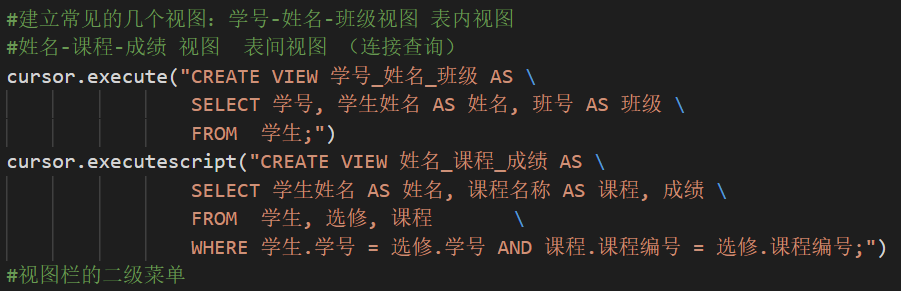 #建立常见的几个视图：学号-姓名-班级视图 表内视图
#姓名-课程-成绩 视图  表间视图 （连接查询）
cursor.execute("CREATE VIEW 学号_姓名_班级 AS \
SELECT 学号, 学生姓名 AS 姓名, 班号 AS 班级 \
FROM  学生;")
cursor.executescript("CREATE VIEW 姓名_课程_成绩 AS \
SELECT 学生姓名 AS 姓名, 课程名称 AS 课程, 成绩 \
FROM  学生, 选修, 课程       \
WHERE 学生.学号 = 选修.学号 AND 课程.课程编号 = 选修.课程编号;")
#视图栏的二级菜单